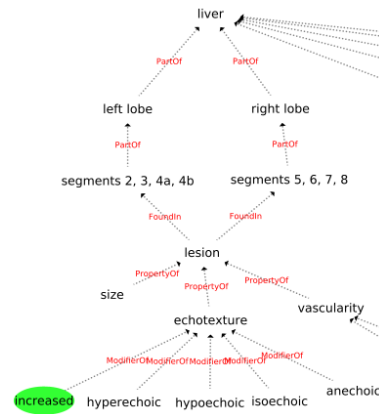 liver
PartOf PartOf
left lobe right lobe
PartOf PartOf
segments 2, 3, 4a, 4b segments 5, 6, 7, 8
FoundIn FoundIn
lesion
PropertyOf PropertyOf PropertyOf
size vascularity
echotexture
ModifierOf ModifierOf ModifierOf ModifierOf ModifierOf
increased hyperechoic hypoechoic isoechoic anechoic